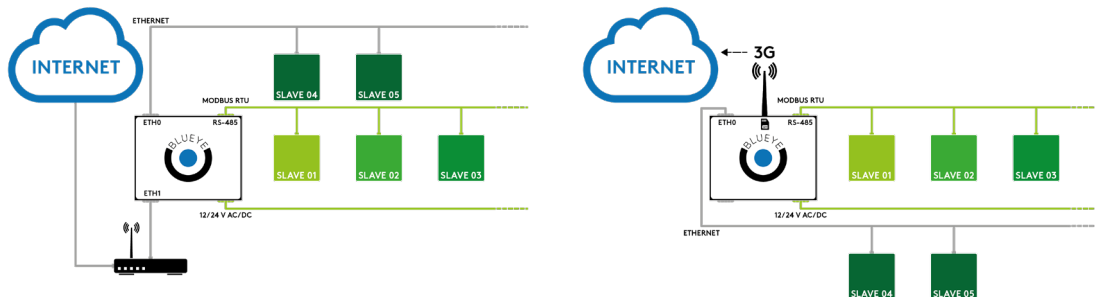 ETHERNET
INTERNET
SLAVE 04
SLAVE 05
MODBUS RTU
ETH0
RS-485
BLUEYE
SLAVE 01
SLAVE 02
SLAVE 03
ETH1
12/24 V AC/DC
3G
INTERNET
MODBUS RTU
ETH0
RS-485
BLUEYE
SLAVE 01
SLAVE 02
SLAVE 03
12/24 V AC/DC
ETHERNET
SLAVE 04
SLAVE 05